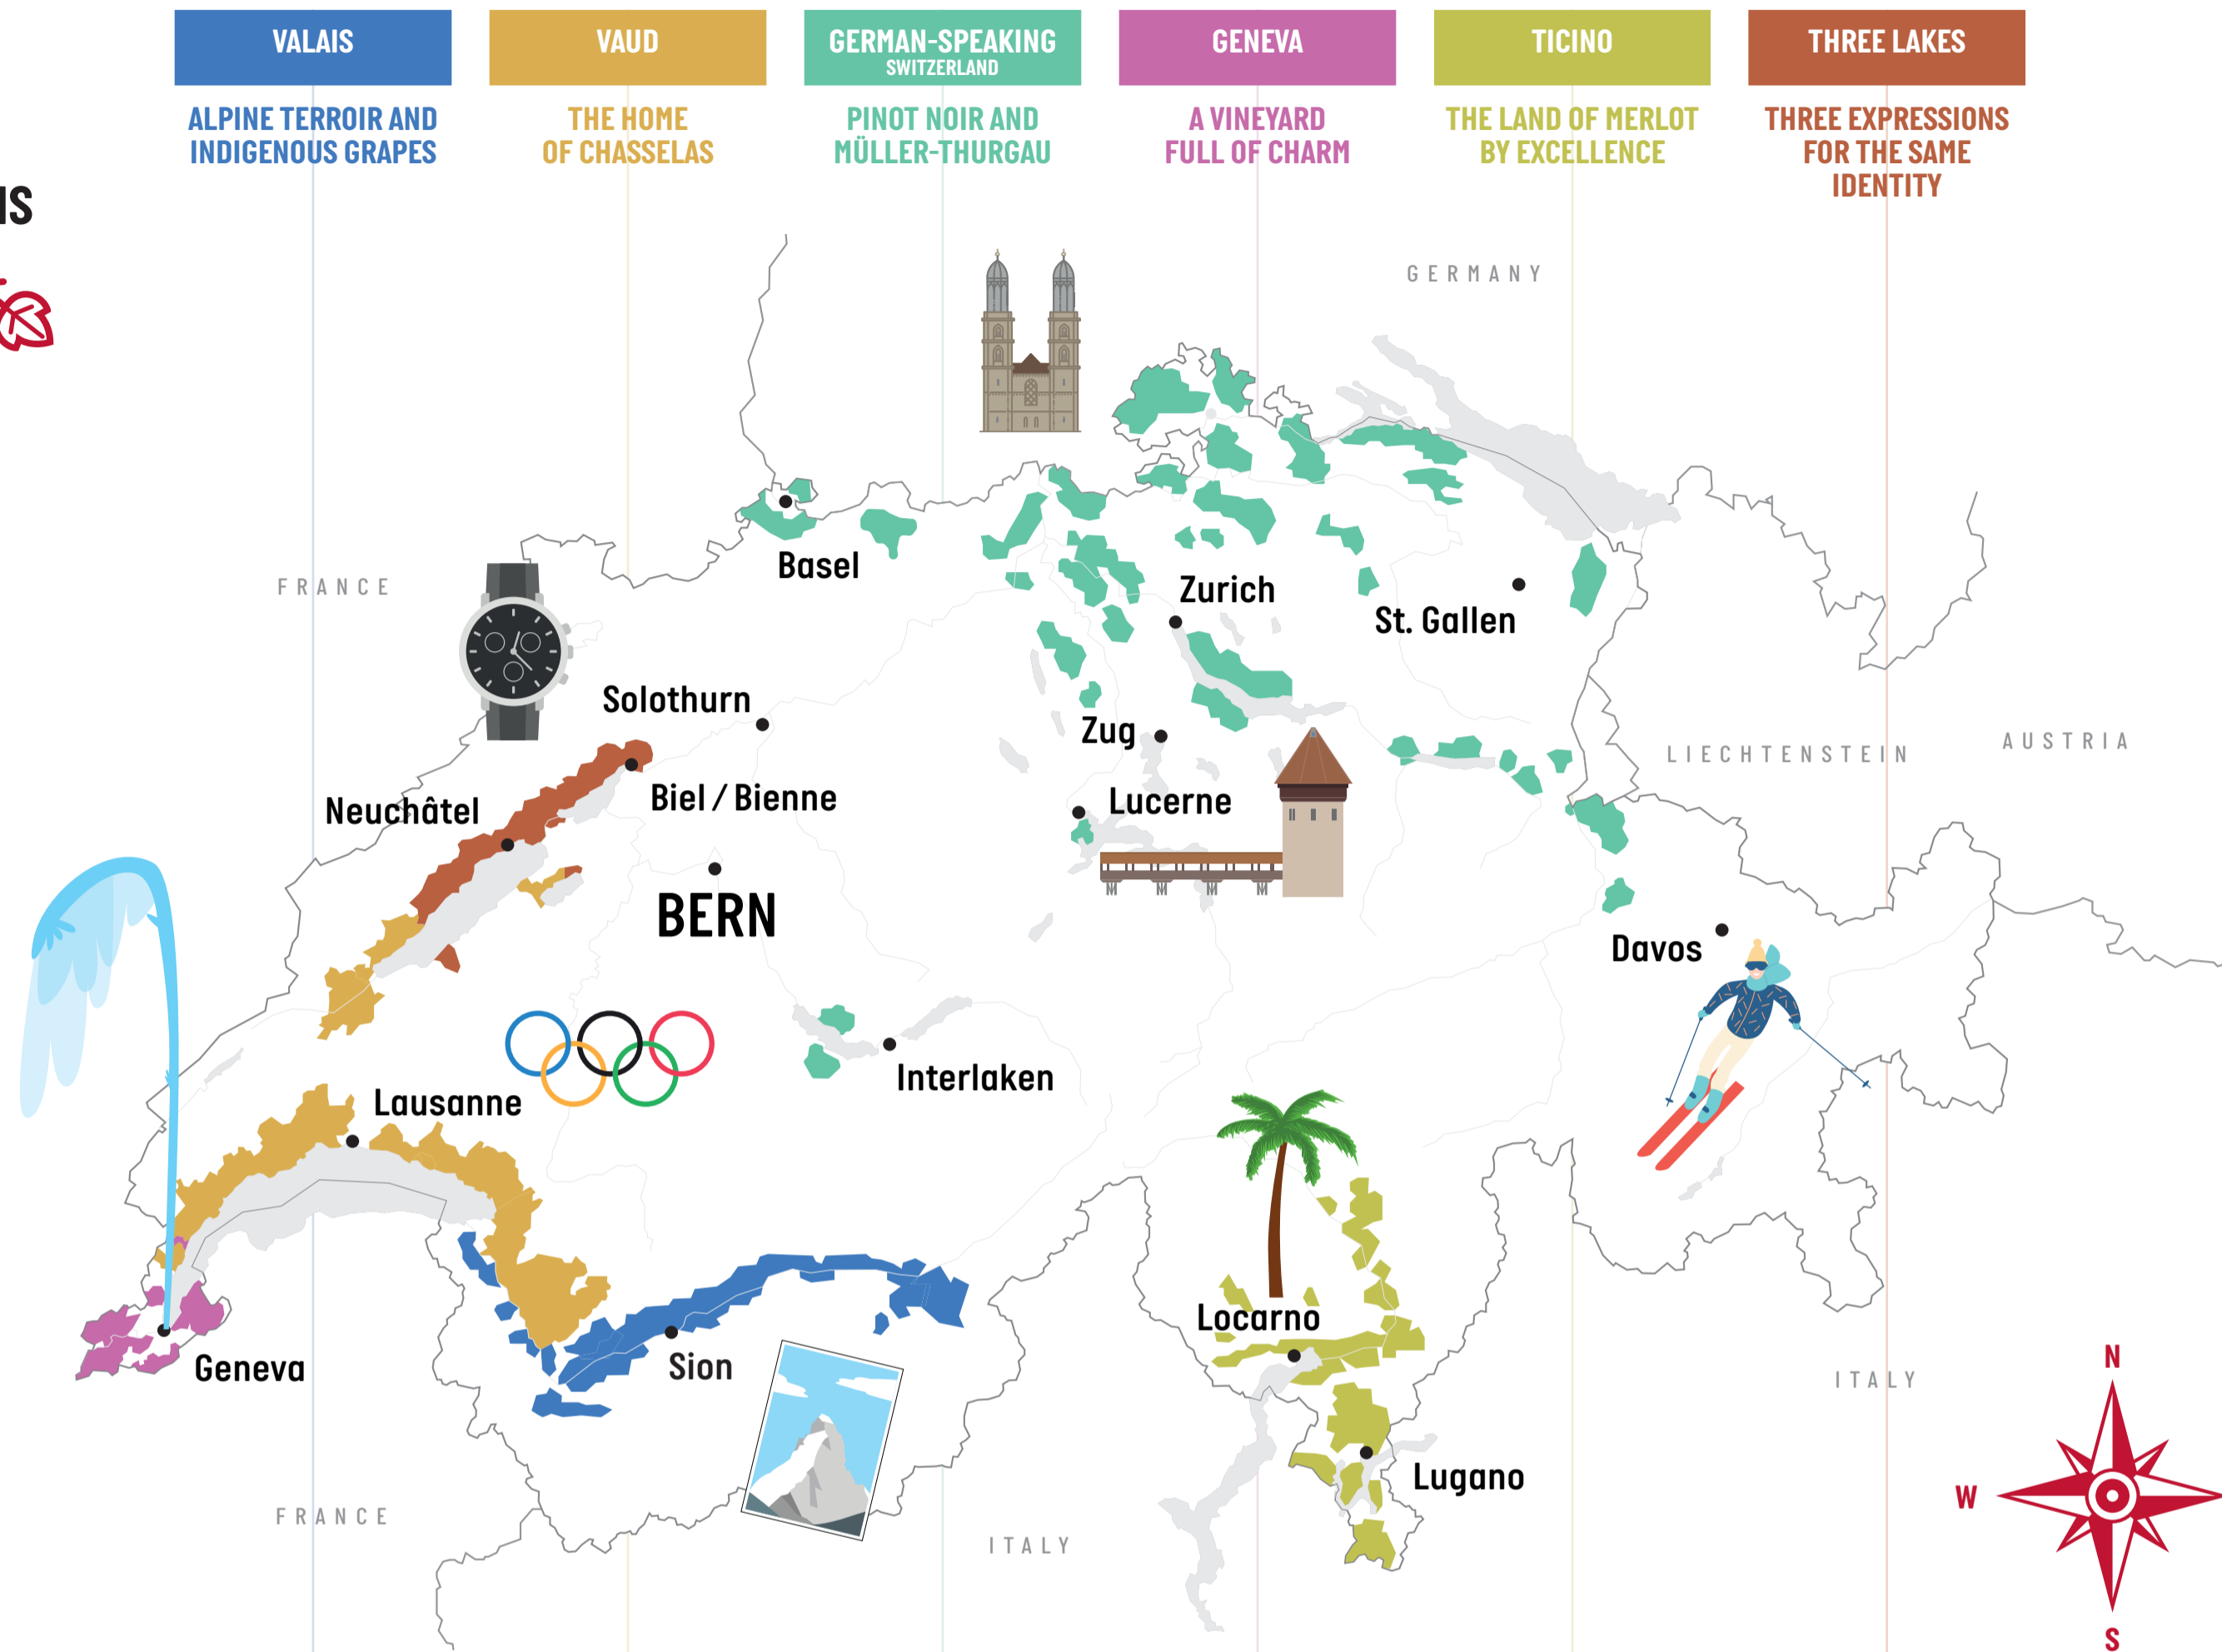 VALAIS
ALPINE TERROIR AND
INDIGENOUS GRAPES
VAUD
THE HOME
OF CHASSELAS
GERMAN-SPEAKING
SWITZERLAND
PINOT NOIR AND
MÜLLER-THURGAU
GENEVA
A VINEYARD
FULL OF CHARM
TICINO
THE LAND OF MERLOT
BY EXCELLENCE
THREE LAKES
THREE EXPRESSIONS
FOR THE SAME
IDENTITY
GERMANY
Basel
FRANCE
Zurich
St. Gallen
Solothurn
Zug
LIECHTENSTEIN
AUSTRIA
Neuchâtel
Biel / Bienne
Lucerne
BERN
Davos
Interlaken
Lausanne
Locarno
Geneva
Sion
ITALY
N
Lugano
W
FRANCE
ITALY
S